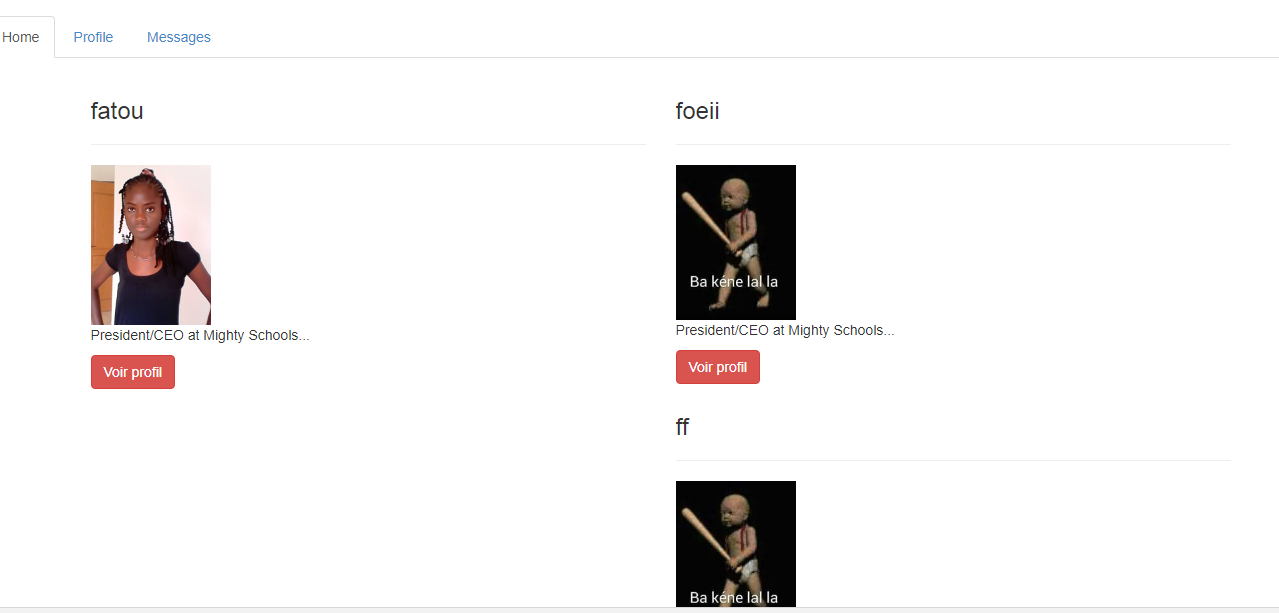 Home Profile Messages
fatou
President/CEO at Mighty Schools...
Voir profil
foeii
Ba kéne lal la
President/CEO at Mighty Schools...
Voir profil
ff
Ba kéne lal la